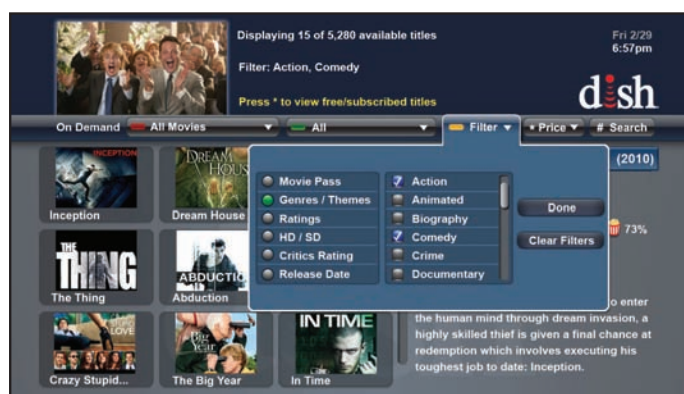 Displaying 15 of 5,280 available titles
Fri 2/29
6:57pm
Filter: Action, Comedy
Press * to view free/subscribed titles
dish
On Demand All Movies All Filter * Price # Search
INCEPTION
DREAM
HOUS
(2010)
Movie Pass
Genres / Themes
Ratings
HD / SD
Critics Rating
Release Date
Action
Animated
Biography
Comedy
Crime
Documentary
Done
Clear Filters
Inception
Dream House
73%
THE
THING
ABDUCTIO
The Thing
Abduction
LOVE
Big
Year
IN TIME
Crazy Stupid...
The Big Year
In Time
o enter
the human mind through dream invasion, a
highly skilled thief is given a final chance at
redemption which involves executing his
toughest job to date: Inception.